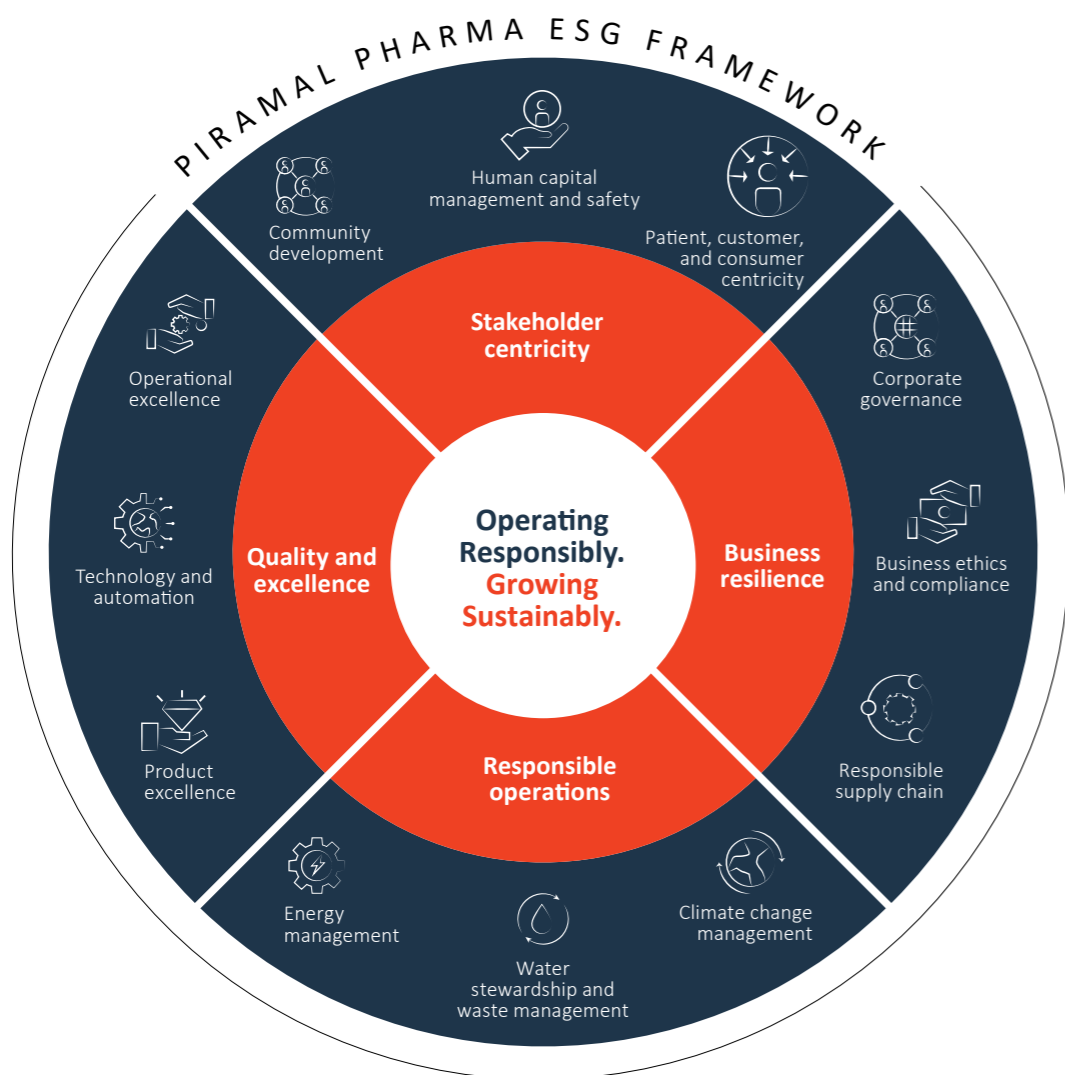 PIRAMAL PHARMA ESG FRAMEWORK
Community
development
Human capital
management and safety
Patient, customer,
and consumer
centricity
Stakeholder
centricity
Operational
excellence
Technology and
automation
Product
excellence
Quality and
excellence
Operating
Responsibly.
Growing
Sustainably.
Business
resilience
Corporate
governance
Business ethics
and compliance
Responsible
supply chain
Responsible
operations
Energy
management
Water
stewardship and
waste management
Climate change
management